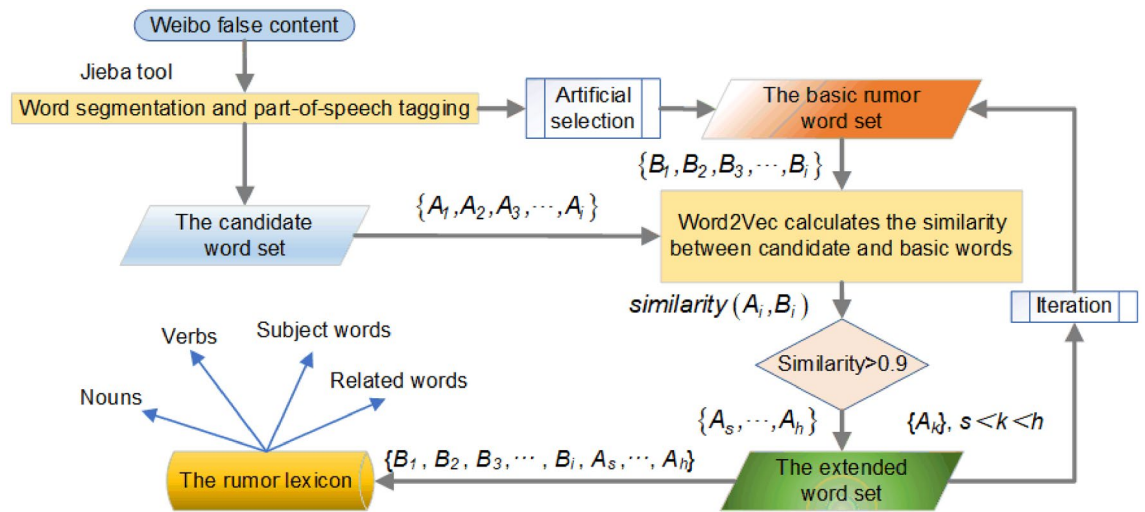 Weibo false content
Jieba tool
Word segmentation and part-of-speech tagging
Artificial
selection
The basic rumor
word set
{B1,B2,B3,⋯,Bi}
{A1,A2,A3,⋯,Ai}
The candidate
word set
Word2Vec calculates the similarity
between candidate and basic words
similarity(Ai,Bi)
Iteration
Similarity>0.9
Subject words
Verbs
Related words
Nouns
{As,⋯,Ah}
{Ak}, s<k<h
{B1, B2, B3,⋯, Bi, As,⋯, Ah}
The rumor lexicon
The extended
word set